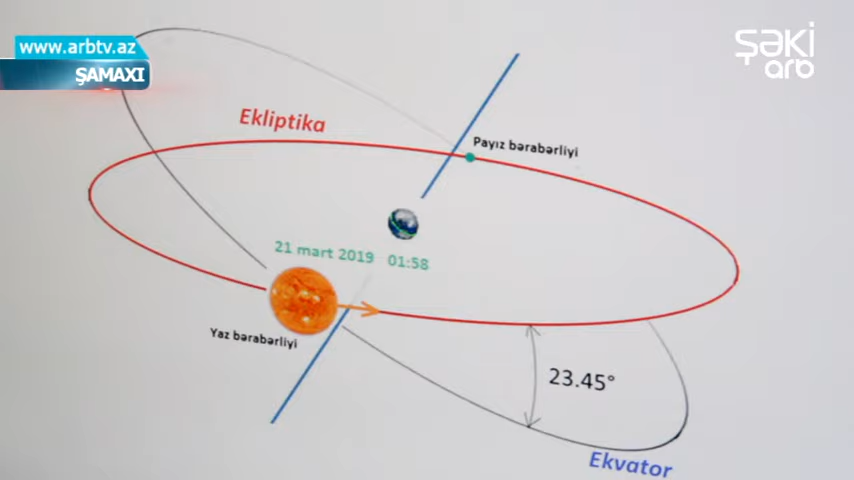 www.arbtv.az
ŞAMAXI
şəki
arb
Ekliptika
Payız bərabərliyi
21 mart 2019 01:58
Yaz bərabərliyi
23.45°
Ekvator